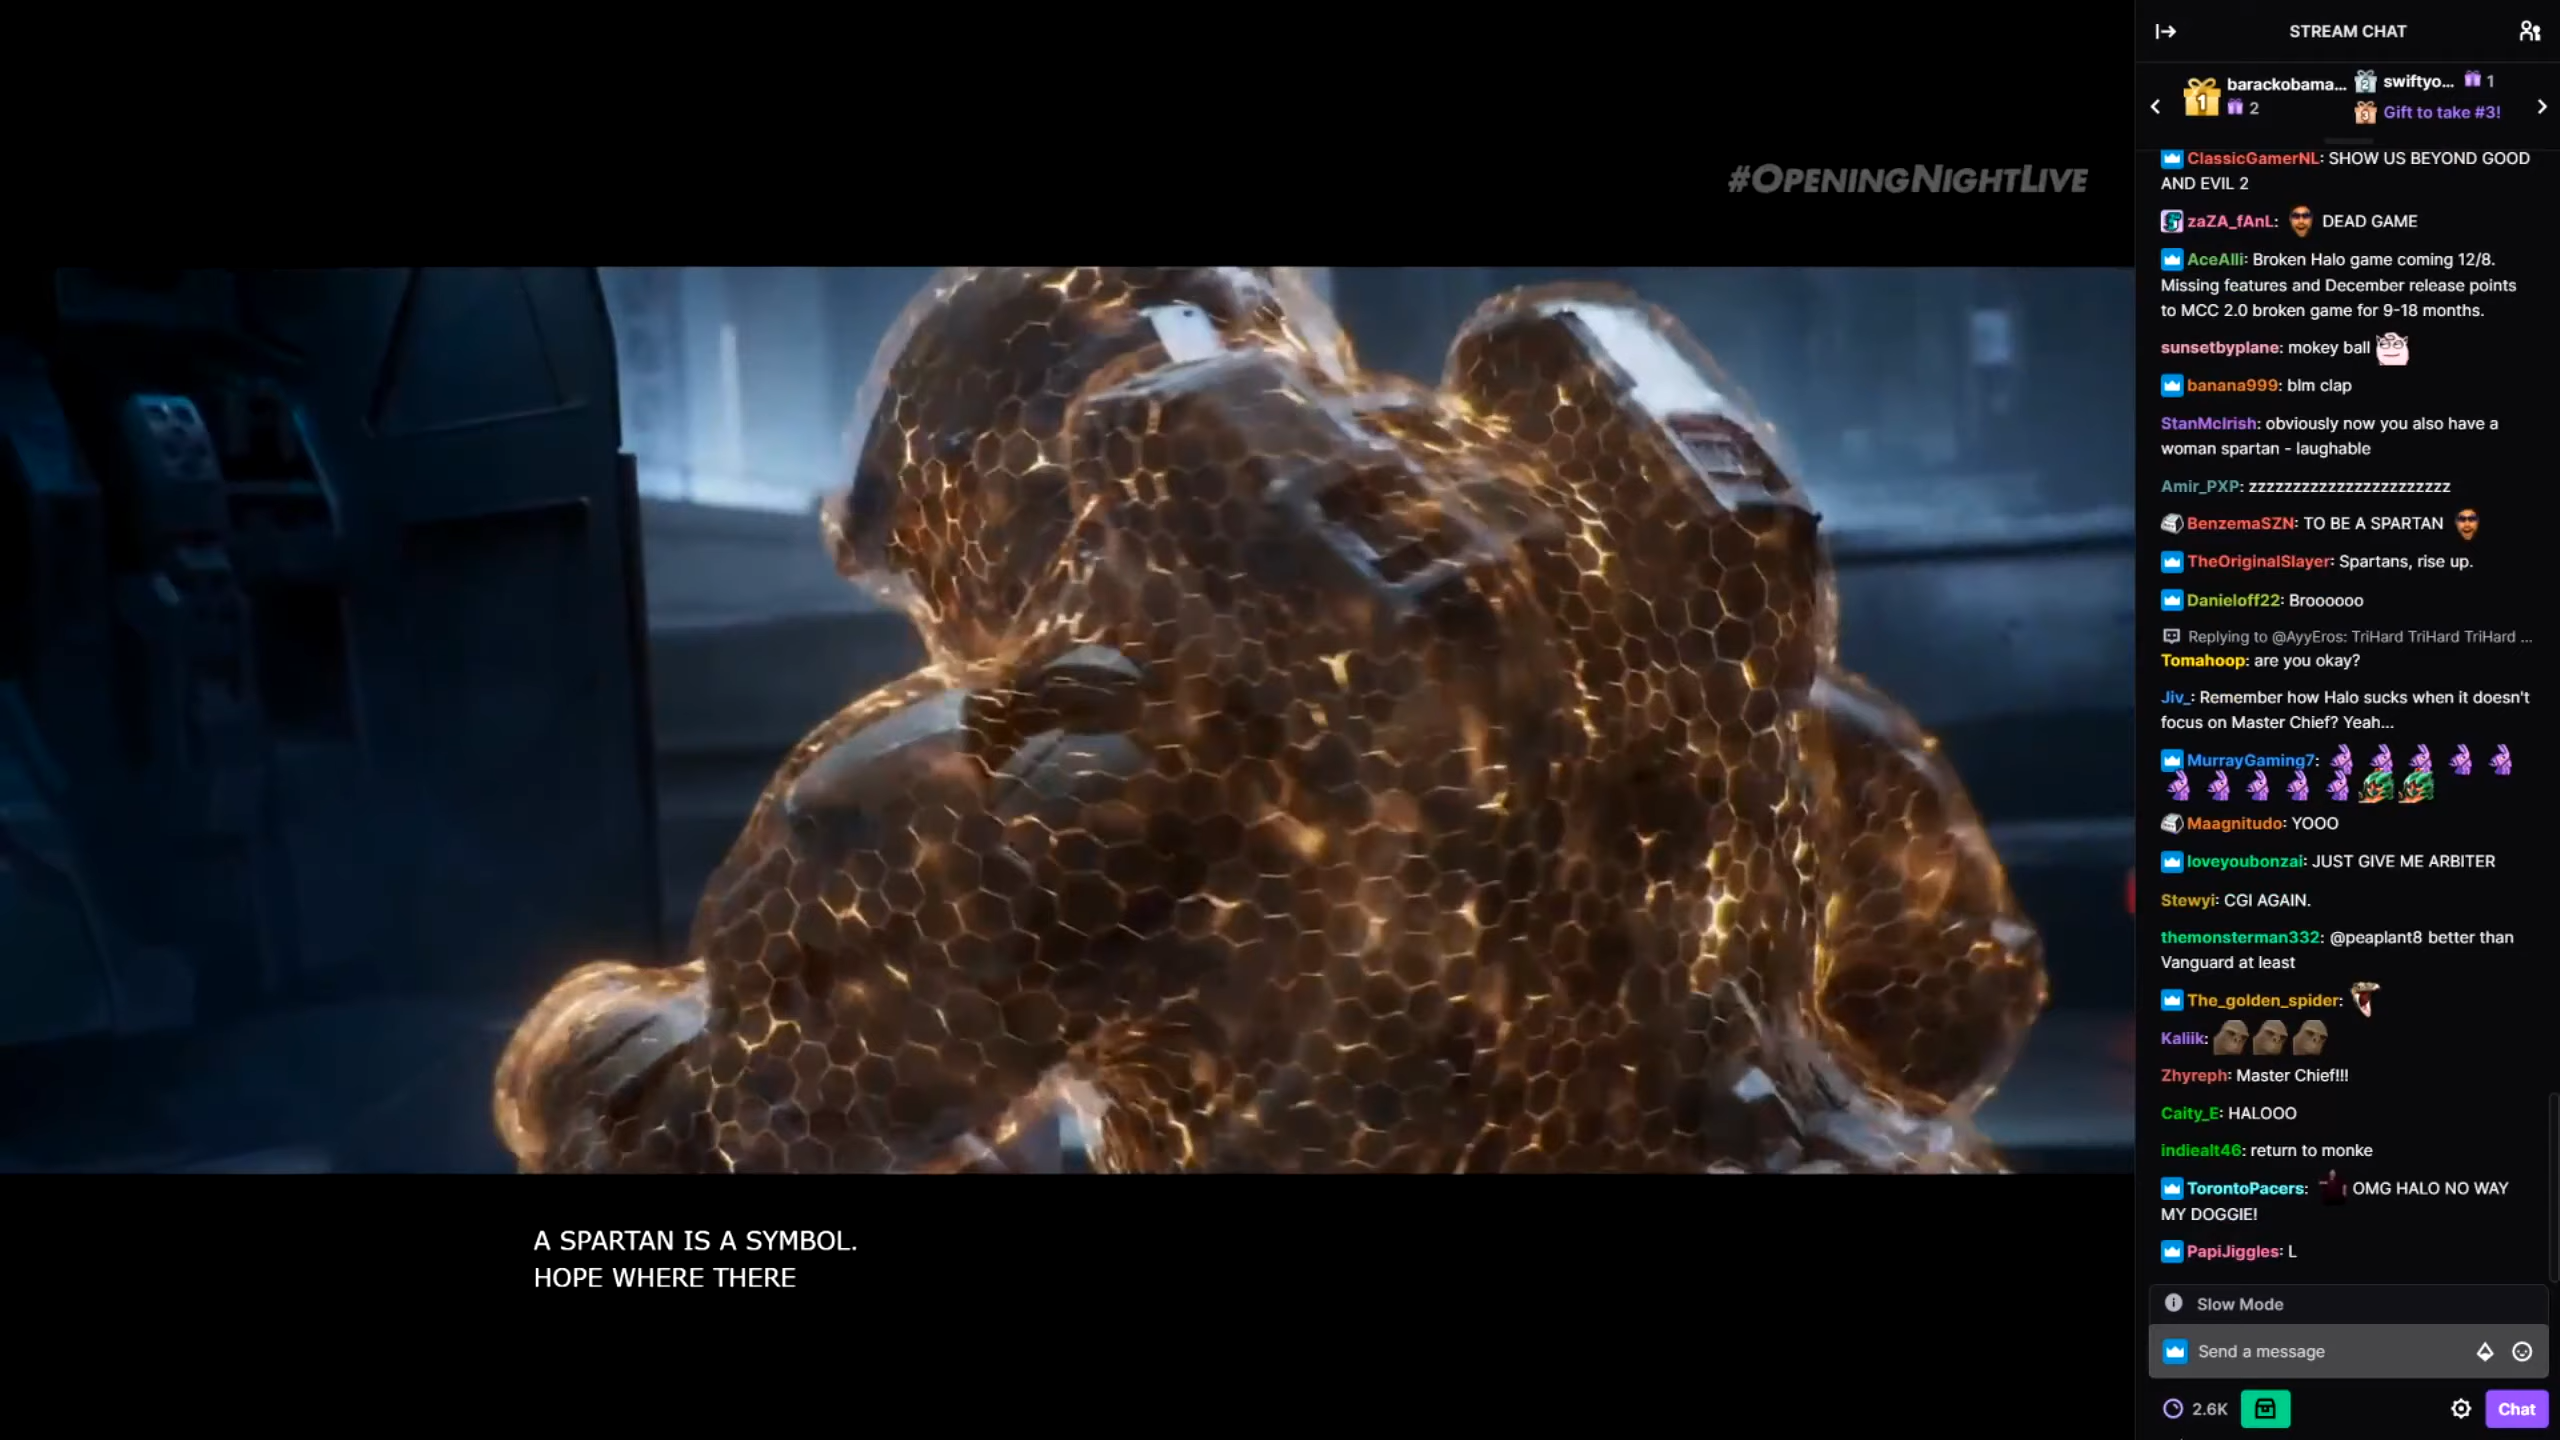 #OPENINGNIGHTLIVE
A SPARTAN IS A SYMBOL.
HOPE WHERE THERE
STREAM CHAT
1
barackobama...
2
2
swiftyo...
1
3
Gift to take #3!
ClassicGamerNL: SHOW US BEYOND GOOD
AND EVIL 2
zaZA_fAnL: DEAD GAME
AceAlli: Broken Halo game coming 12/8.
Missing features and December release points
to MCC 2.0 broken game for 9-18 months.
sunsetbyplane: mokey ball
banana999: blm clap
StanMcIrish: obviously now you also have a
woman spartan - laughable
Amir_PXP: zzzzzzzzzzzzzzzzzzzzzzz
BenzemaSZN: TO BE A SPARTAN
TheOriginalSlayer: Spartans, rise up.
Danieloff22: Broooooo
Replying to @AyyEros: TriHard TriHard TriHard ...
Tomahoop: are you okay?
Jiv_: Remember how Halo sucks when it doesn't
focus on Master Chief? Yeah...
MurrayGaming7:
Maagnitudo: YOOO
loveyoubonzai: JUST GIVE ME ARBITER
Stewyi: CGI AGAIN.
themonsterman332: @peaplant8 better than
Vanguard at least
The_golden_spider:
Kaliik:
Zhyreph: Master Chief!!!
Caity_E: HALOOO
indiealt46: return to monke
TorontoPacers: OMG HALO NO WAY
MY DOGGIE!
PapiJiggles: L
Slow Mode
Send a message
2.6K
Chat